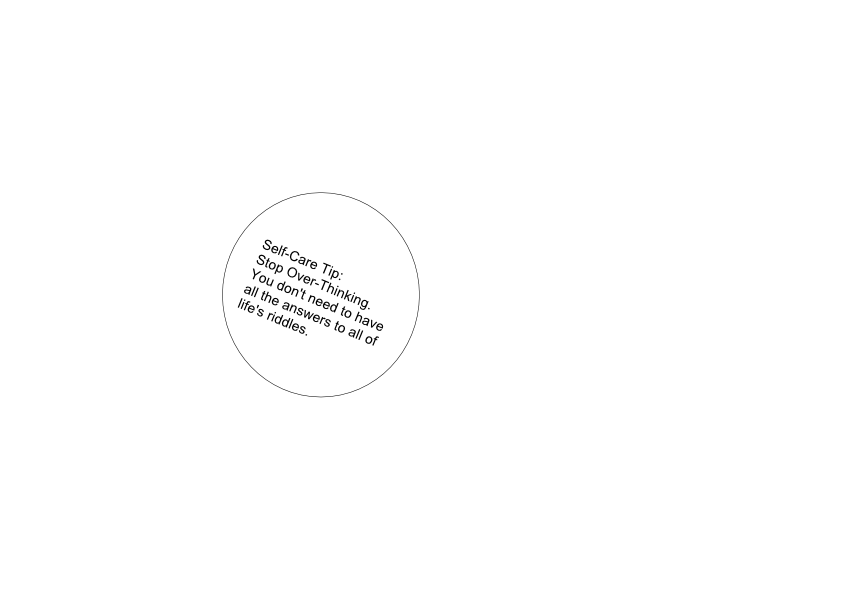 Self-Care Tip:
Stop Over-Thinking.
You don't need to have
all the answers to all of
life's riddles.